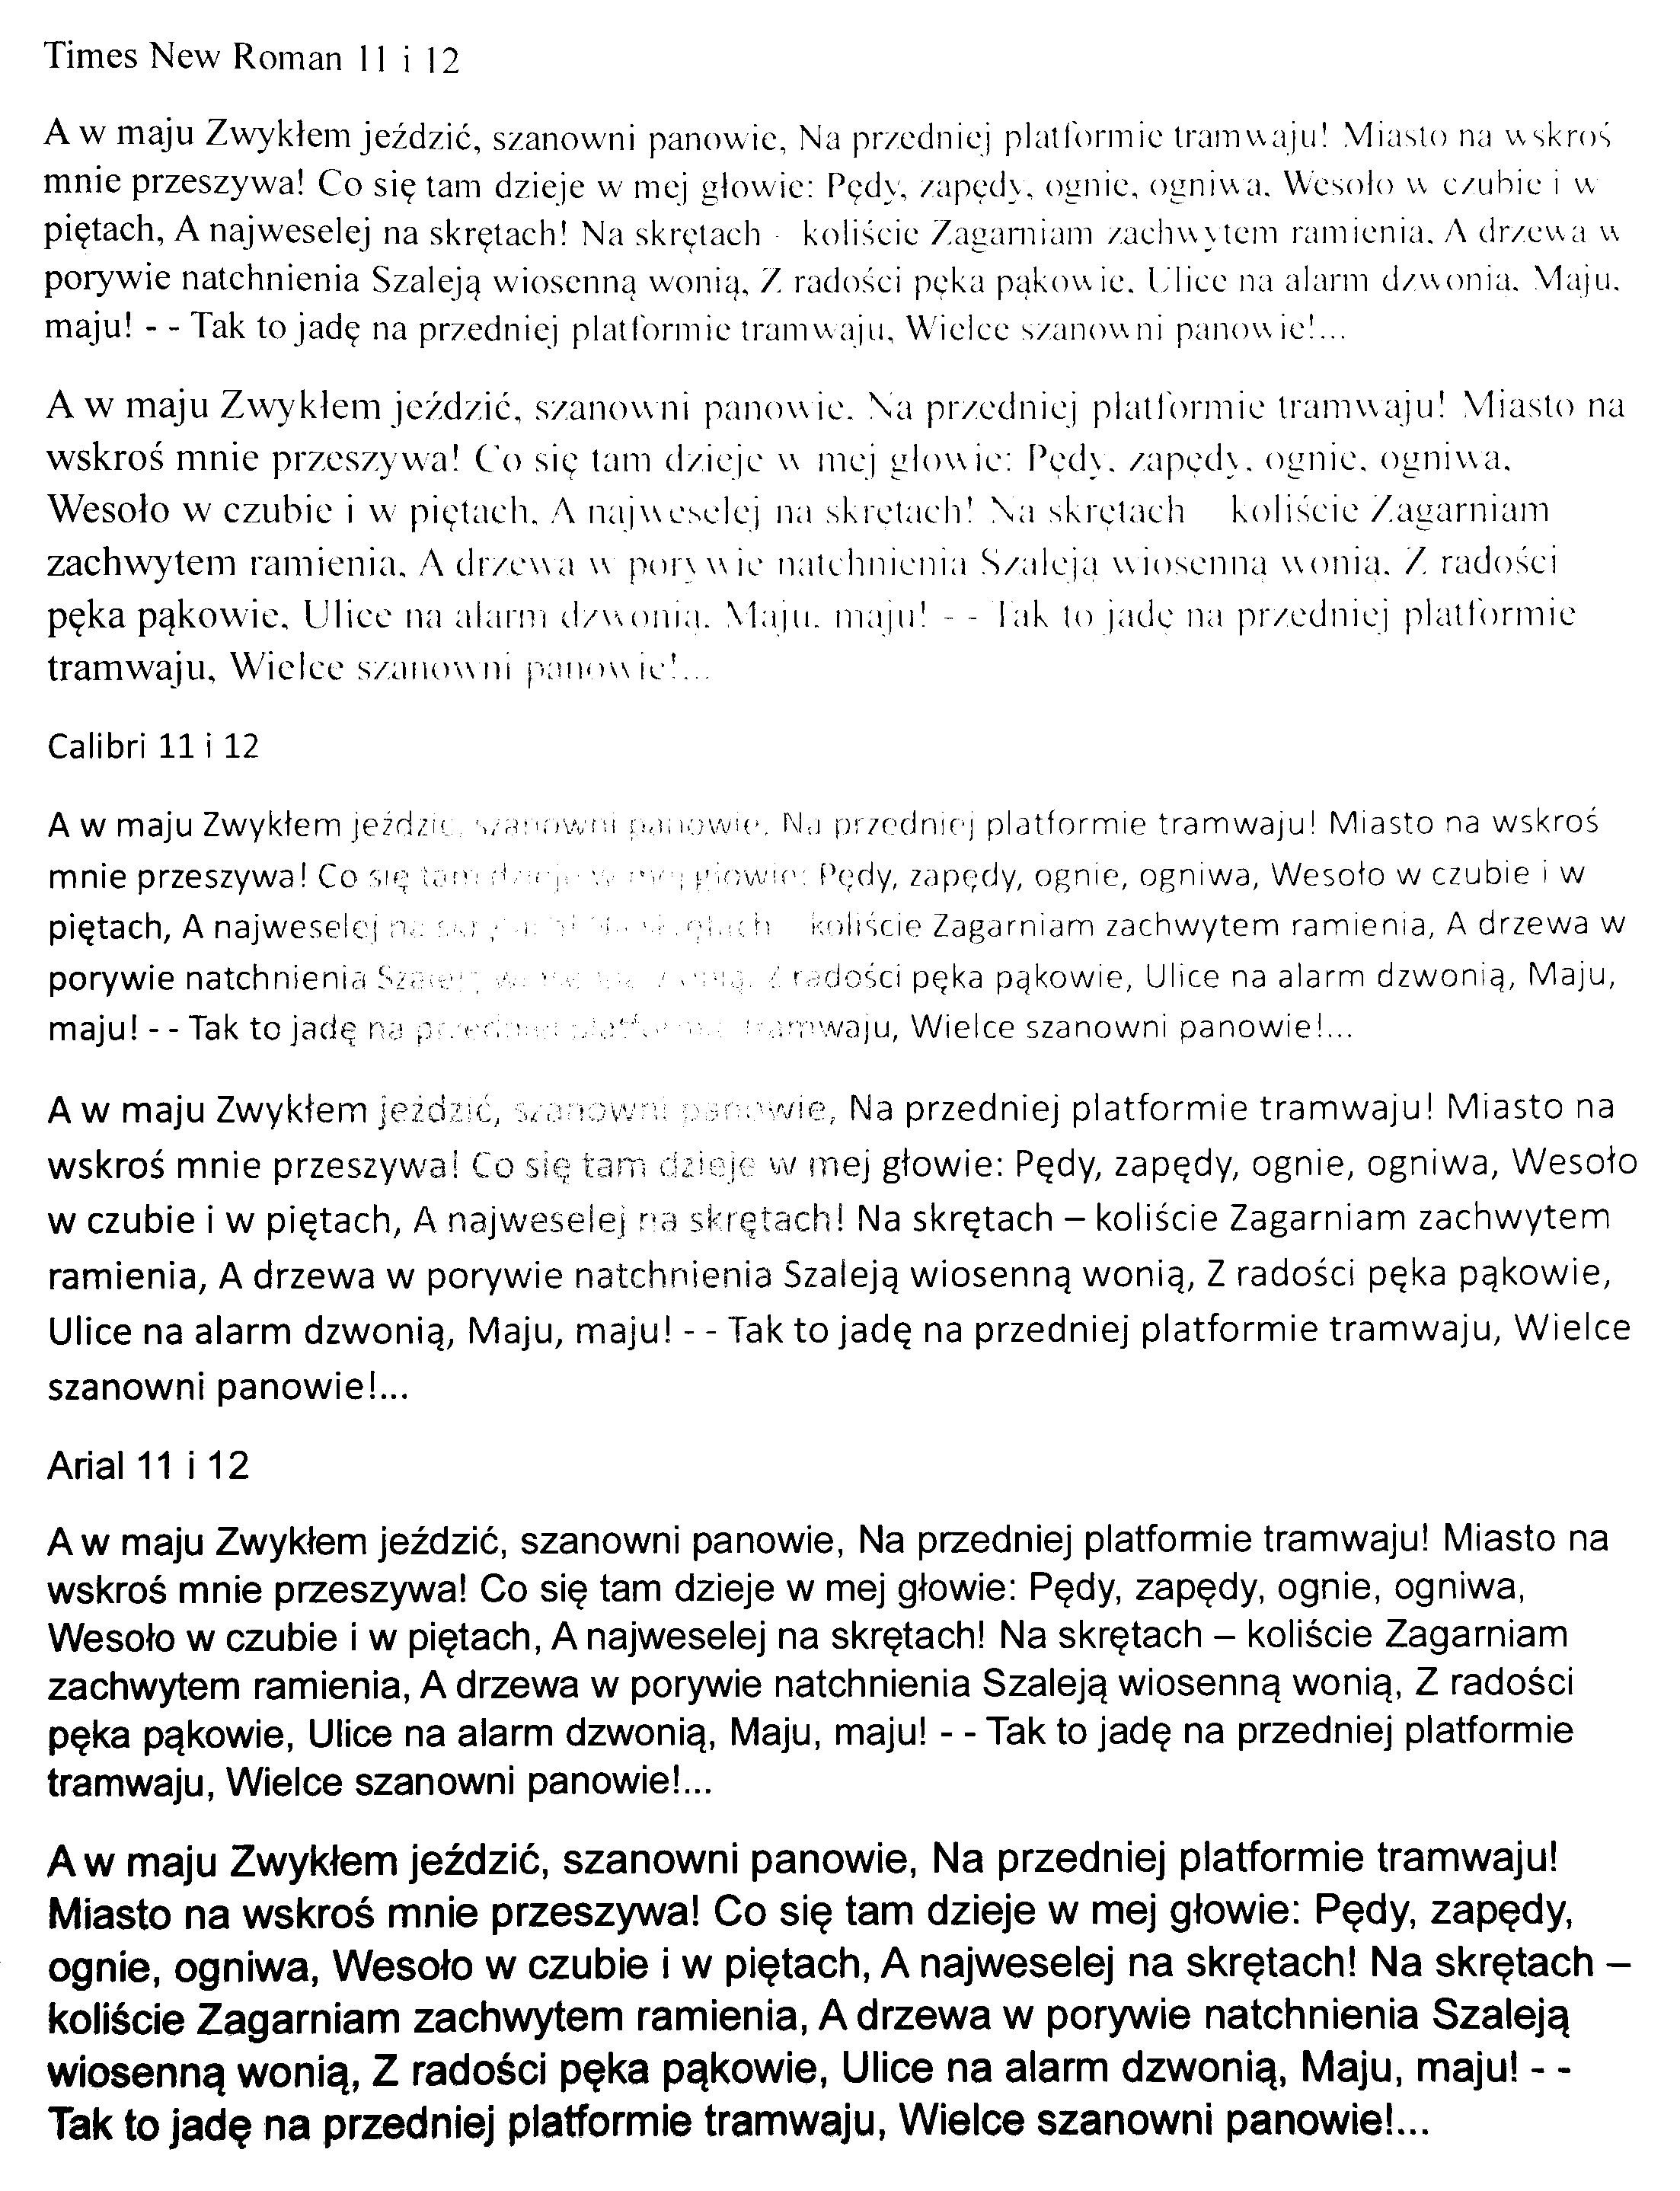 Times New Roman 11 i 12
A w maju Zwykłem jeździć, szanowni panowie, Na przedniej platformie tramwaju! Miasto na wskroś
mnie przeszywa! Co się tam dzieje w mej głowie: Pędy, zapędy, ognie, ogniwa, Wesoło w czubie i w
piętach, A najweselej na skrętach! Na skrętach - koliście Zagarniam zachwytem ramienia, A drzewa w
porywie natchnienia Szaleją wiosenną wonią, Z radości pęka pąkowie, Ulice na alarm dzwonią, Maju,
maju! - - Tak to jadę na przedniej platformie tramwaju, Wielce szanowni panowie!...
A w maju Zwykłem jeździć, szanowni panowie, Na przedniej platformie tramwaju! Miasto na
wskroś mnie przeszywa! Co się tam dzieje w mej głowie: Pędy, zapędy, ognie, ogniwa,
Wesoło w czubie i w piętach, A najweselej na skrętach! Na skrętach koliście Zagarniam
zachwytem ramienia, A drzewa w porywie natchnienia Szaleją wiosenną wonią, Z radości
pęka pąkowie, Ulice na alarm dzwonią, Maju, maju! - - Tak to jadę na przedniej platformie
tramwaju, Wielce szanowni panowie!...
Calibri 11 i 12
A w maju Zwykłem jeździć, szanowni panowie, Na przedniej platformie tramwaju! Miasto na wskroś
mnie przeszywa! Co się tam dzieje w mej głowie: Pędy, zapędy, ognie, ogniwa, Wesoło w czubie i w
piętach, A najweselej na koliście Zagarniam zachwytem ramienia, A drzewa w
porywie natchnienia Szaleją radości pęka pąkowie, Ulice na alarm dzwonią, Maju,
maju! - - Tak to jadę na przedniej platformie tramwaju, Wielce szanowni panowie!...
A w maju Zwykłem jeździć, szanowni panowie, Na przedniej platformie tramwaju! Miasto na
wskroś mnie przeszywa! Co się tam dzieje w mej głowie: Pędy, zapędy, ognie, ogniwa, Wesoło
w czubie i w piętach, A najweselej na skrętach! Na skrętach – koliście Zagarniam zachwytem
ramienia, A drzewa w porywie natchnienia Szaleją wiosenną wonią, Z radości pęka pąkowie,
Ulice na alarm dzwonią, Maju, maju! - - Tak to jadę na przedniej platformie tramwaju, Wielce
szanowni panowie!...
Arial 11 i 12
A w maju Zwykłem jeździć, szanowni panowie, Na przedniej platformie tramwaju! Miasto na
wskroś mnie przeszywa! Co się tam dzieje w mej głowie: Pędy, zapędy, ognie, ogniwa,
Wesoło w czubie i w piętach, A najweselej na skrętach! Na skrętach – koliście Zagarniam
zachwytem ramienia, A drzewa w porywie natchnienia Szaleją wiosenną wonią, Z radości
pęka pąkowie, Ulice na alarm dzwonią, Maju, maju! - - Tak to jadę na przedniej platformie
tramwaju, Wielce szanowni panowie!...
A w maju Zwykłem jeździć, szanowni panowie, Na przedniej platformie tramwaju!
Miasto na wskroś mnie przeszywa! Co się tam dzieje w mej głowie: Pędy, zapędy,
ognie, ogniwa, Wesoło w czubie i w piętach, A najweselej na skrętach! Na skrętach –
koliście Zagarniam zachwytem ramienia, A drzewa w porywie natchnienia Szaleją
wiosenną wonią, Z radości pęka pąkowie, Ulice na alarm dzwonią, Maju, maju! - -
Tak to jadę na przedniej platformie tramwaju, Wielce szanowni panowie!...